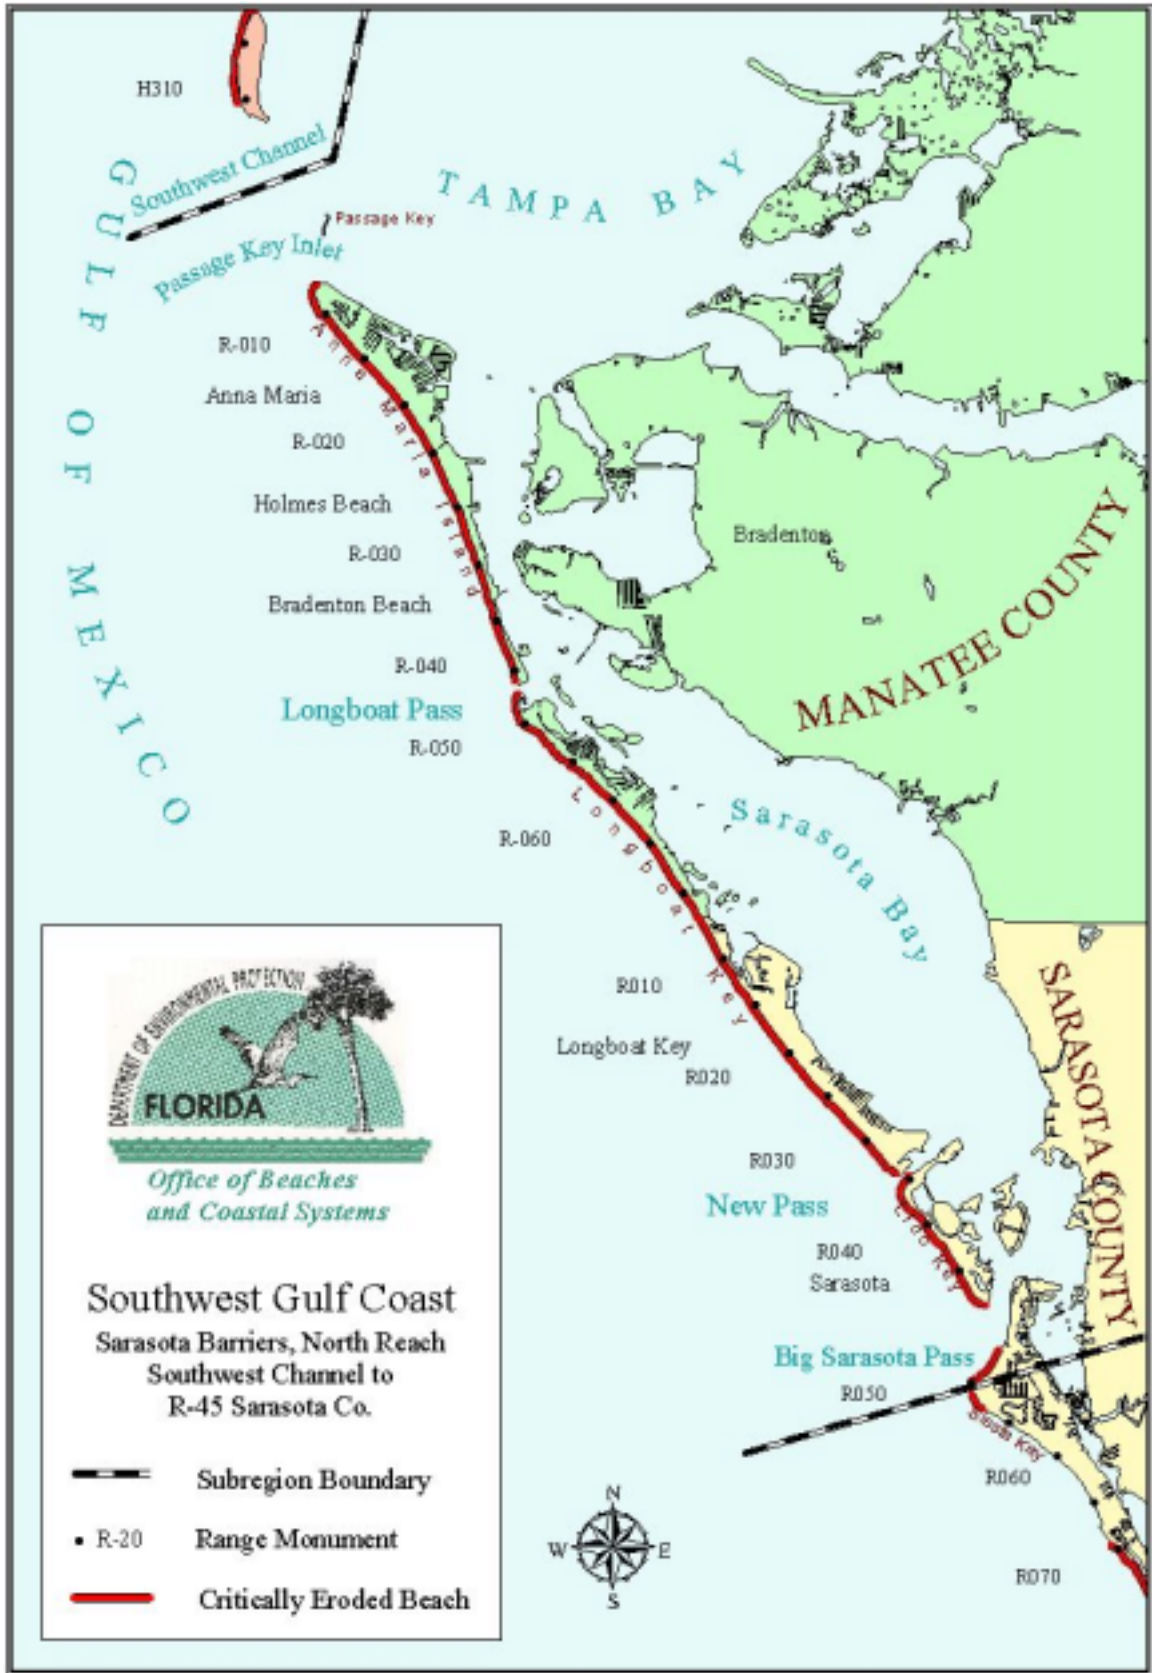 H310
Southwest Channel
GULF OF MEXICO
TAMPA BAY
Passage Key
Passage Key Inlet
R-010
Anna Maria
Anna Maria Island
R-020
Holmes Beach
R-030
Bradenton Beach
R-040
Bradenton
MANATEE COUNTY
Longboat Pass
R-050
Sarasota Bay
R-060
Longboat Key
R010
Longboat Key
R020
SARASOTA COUNTY
R030
New Pass
Lido Key
R040
Sarasota
Big Sarasota Pass
R050
Siesta Key
R060
R070
N
W E
S
DEPARTMENT OF ENVIRONMENTAL PROTECTION
FLORIDA
Office of Beaches
and Coastal Systems
Southwest Gulf Coast
Sarasota Barriers, North Reach
Southwest Channel to
R-45 Sarasota Co.
Subregion Boundary
R-20 Range Monument
Critically Eroded Beach